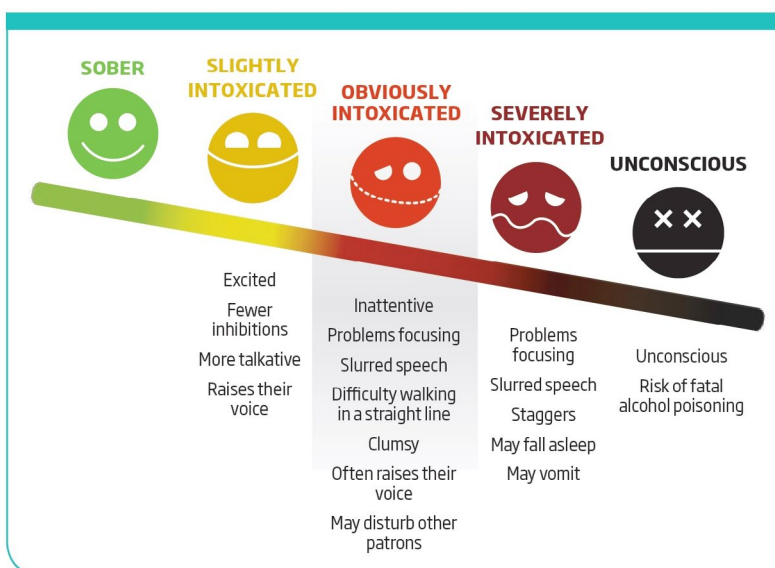 SOBER
SLIGHTLY
INTOXICATED
OBVIOUSLY
INTOXICATED
SEVERELY
INTOXICATED
UNCONSCIOUS
Excited
Fewer
inhibitions
More talkative
Raises their
voice
Inattentive
Problems focusing
Slurred speech
Difficulty walking
in a straight line
Clumsy
Often raises their
voice
May disturb other
patrons
Problems
focusing
Slurred speech
Staggers
May fall asleep
May vomit
Unconscious
Risk of fatal
alcohol poisoning